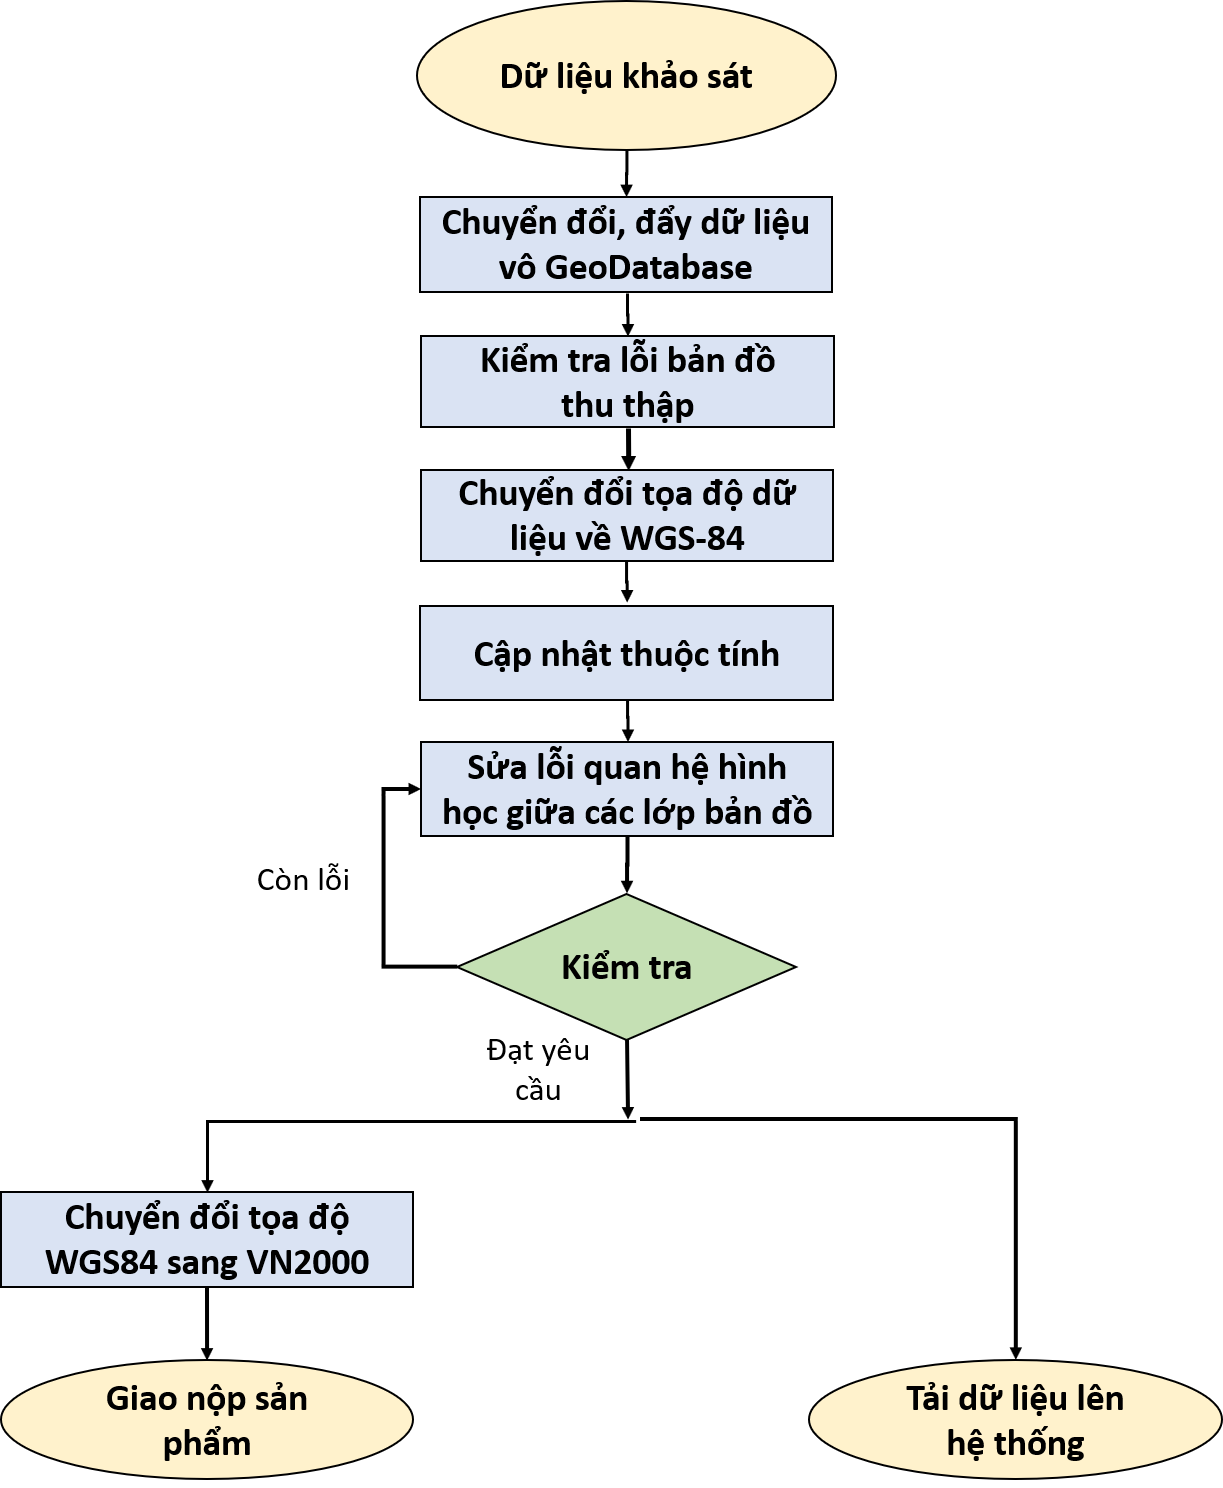 Dữ liệu khảo sát
Chuyển đổi, đẩy dữ liệu
vô GeoDatabase
Kiểm tra lỗi bản đồ
thu thập
Chuyển đổi tọa độ dữ
liệu về WGS-84
Cập nhật thuộc tính
Sửa lỗi quan hệ hình
học giữa các lớp bản đồ
Còn lỗi
Kiểm tra
Đạt yêu
cầu
Chuyển đổi tọa độ
WGS84 sang VN2000
Giao nộp sản
phẩm
Tải dữ liệu lên
hệ thống